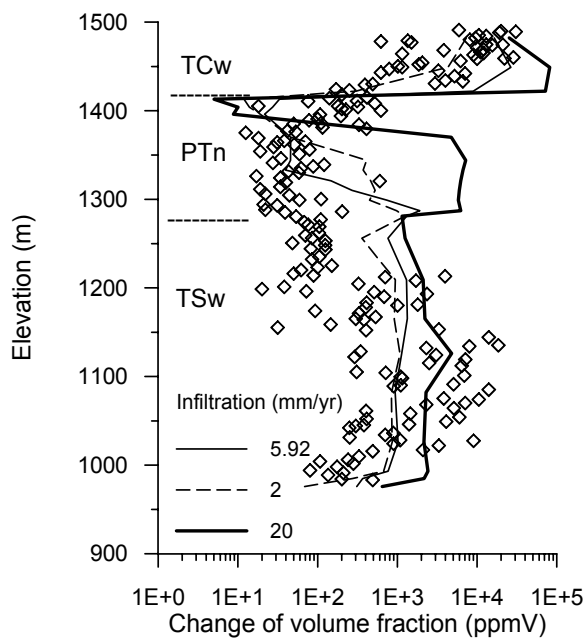 1500
TCw
1400
PTn
1300
Elevation (m)
1200
TSw
1100
Infiltration (mm/yr)
5.92
1000
2
20
900
1E+0 1E+1 1E+2 1E+3 1E+4 1E+5
Change of volume fraction (ppmV)